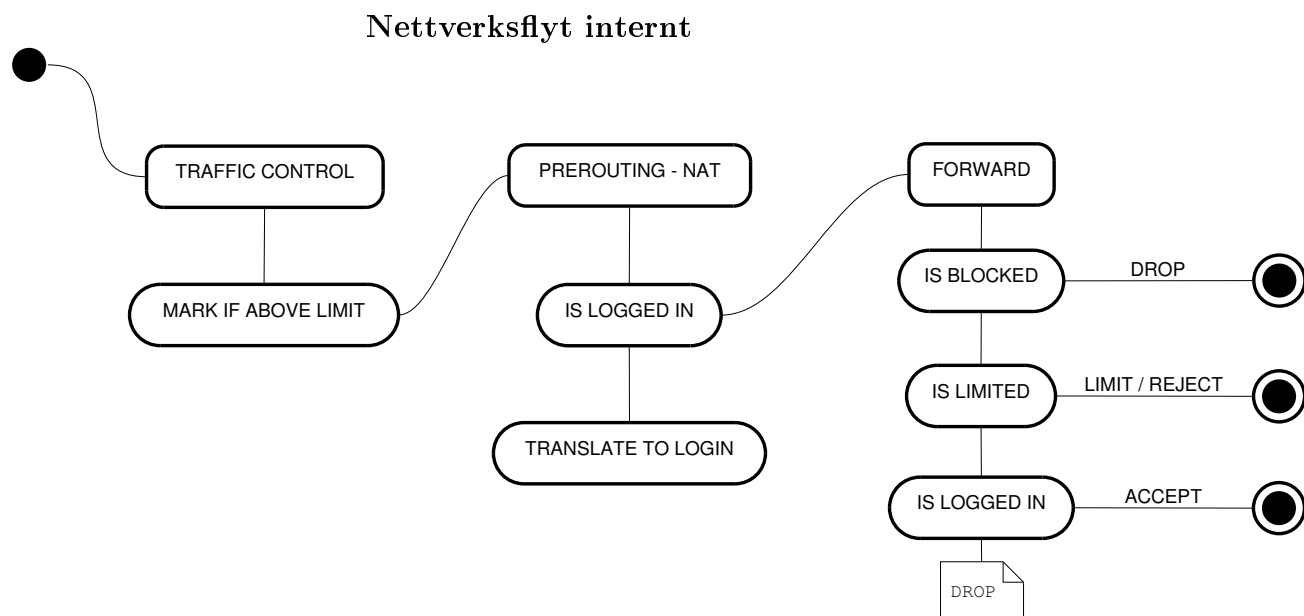 Nettverksflyt internt
TRAFFIC CONTROL
MARK IF ABOVE LIMIT
PREROUTING - NAT
IS LOGGED IN
TRANSLATE TO LOGIN
FORWARD
IS BLOCKED
DROP
IS LIMITED
LIMIT / REJECT
IS LOGGED IN
ACCEPT
DROP